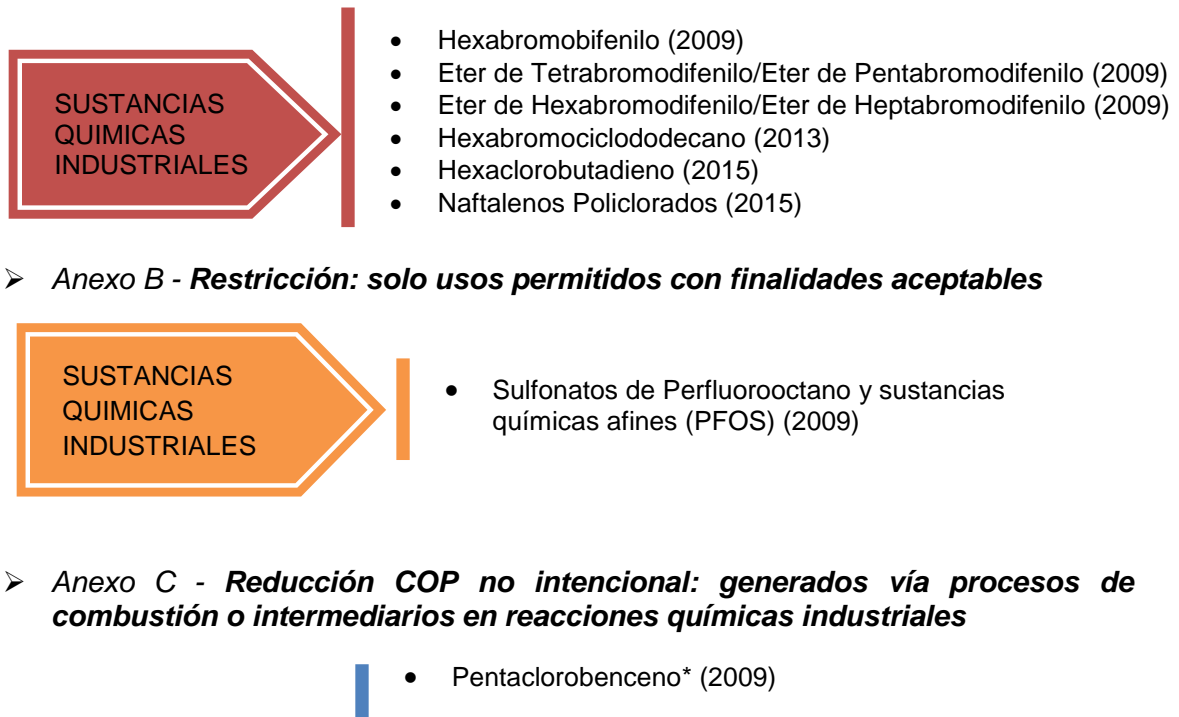 SUSTANCIAS
QUIMICAS
INDUSTRIALES
• Hexabromobifenilo (2009)
• Eter de Tetrabromodifenilo/Eter de Pentabromodifenilo (2009)
• Eter de Hexabromodifenilo/Eter de Heptabromodifenilo (2009)
• Hexabromociclododecano (2013)
• Hexaclorobutadieno (2015)
• Naftalenos Policlorados (2015)
➢ Anexo B - Restricción: solo usos permitidos con finalidades aceptables
SUSTANCIAS
QUIMICAS
INDUSTRIALES
• Sulfonatos de Perfluorooctano y sustancias
químicas afines (PFOS) (2009)
➢ Anexo C - Reducción COP no intencional: generados vía procesos de
combustión o intermediarios en reacciones químicas industriales
• Pentaclorobenceno* (2009)